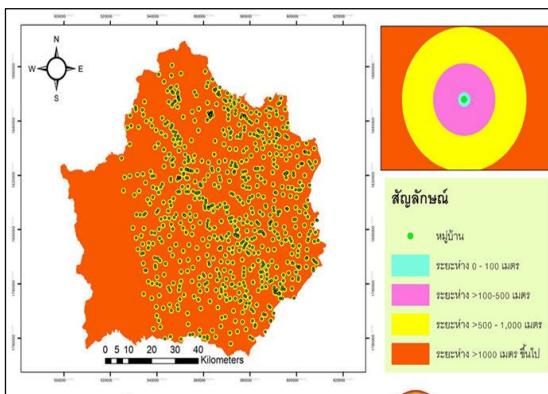 N
W E
S
0 5 10 20 30 40
Kilometers
สัญลักษณ์
หมู่บ้าน
ระยะห่าง 0 - 100 เมตร
ระยะห่าง >100-500 เมตร
ระยะห่าง >500 - 1,000 เมตร
ระยะห่าง >1000 เมตร ขึ้นไป